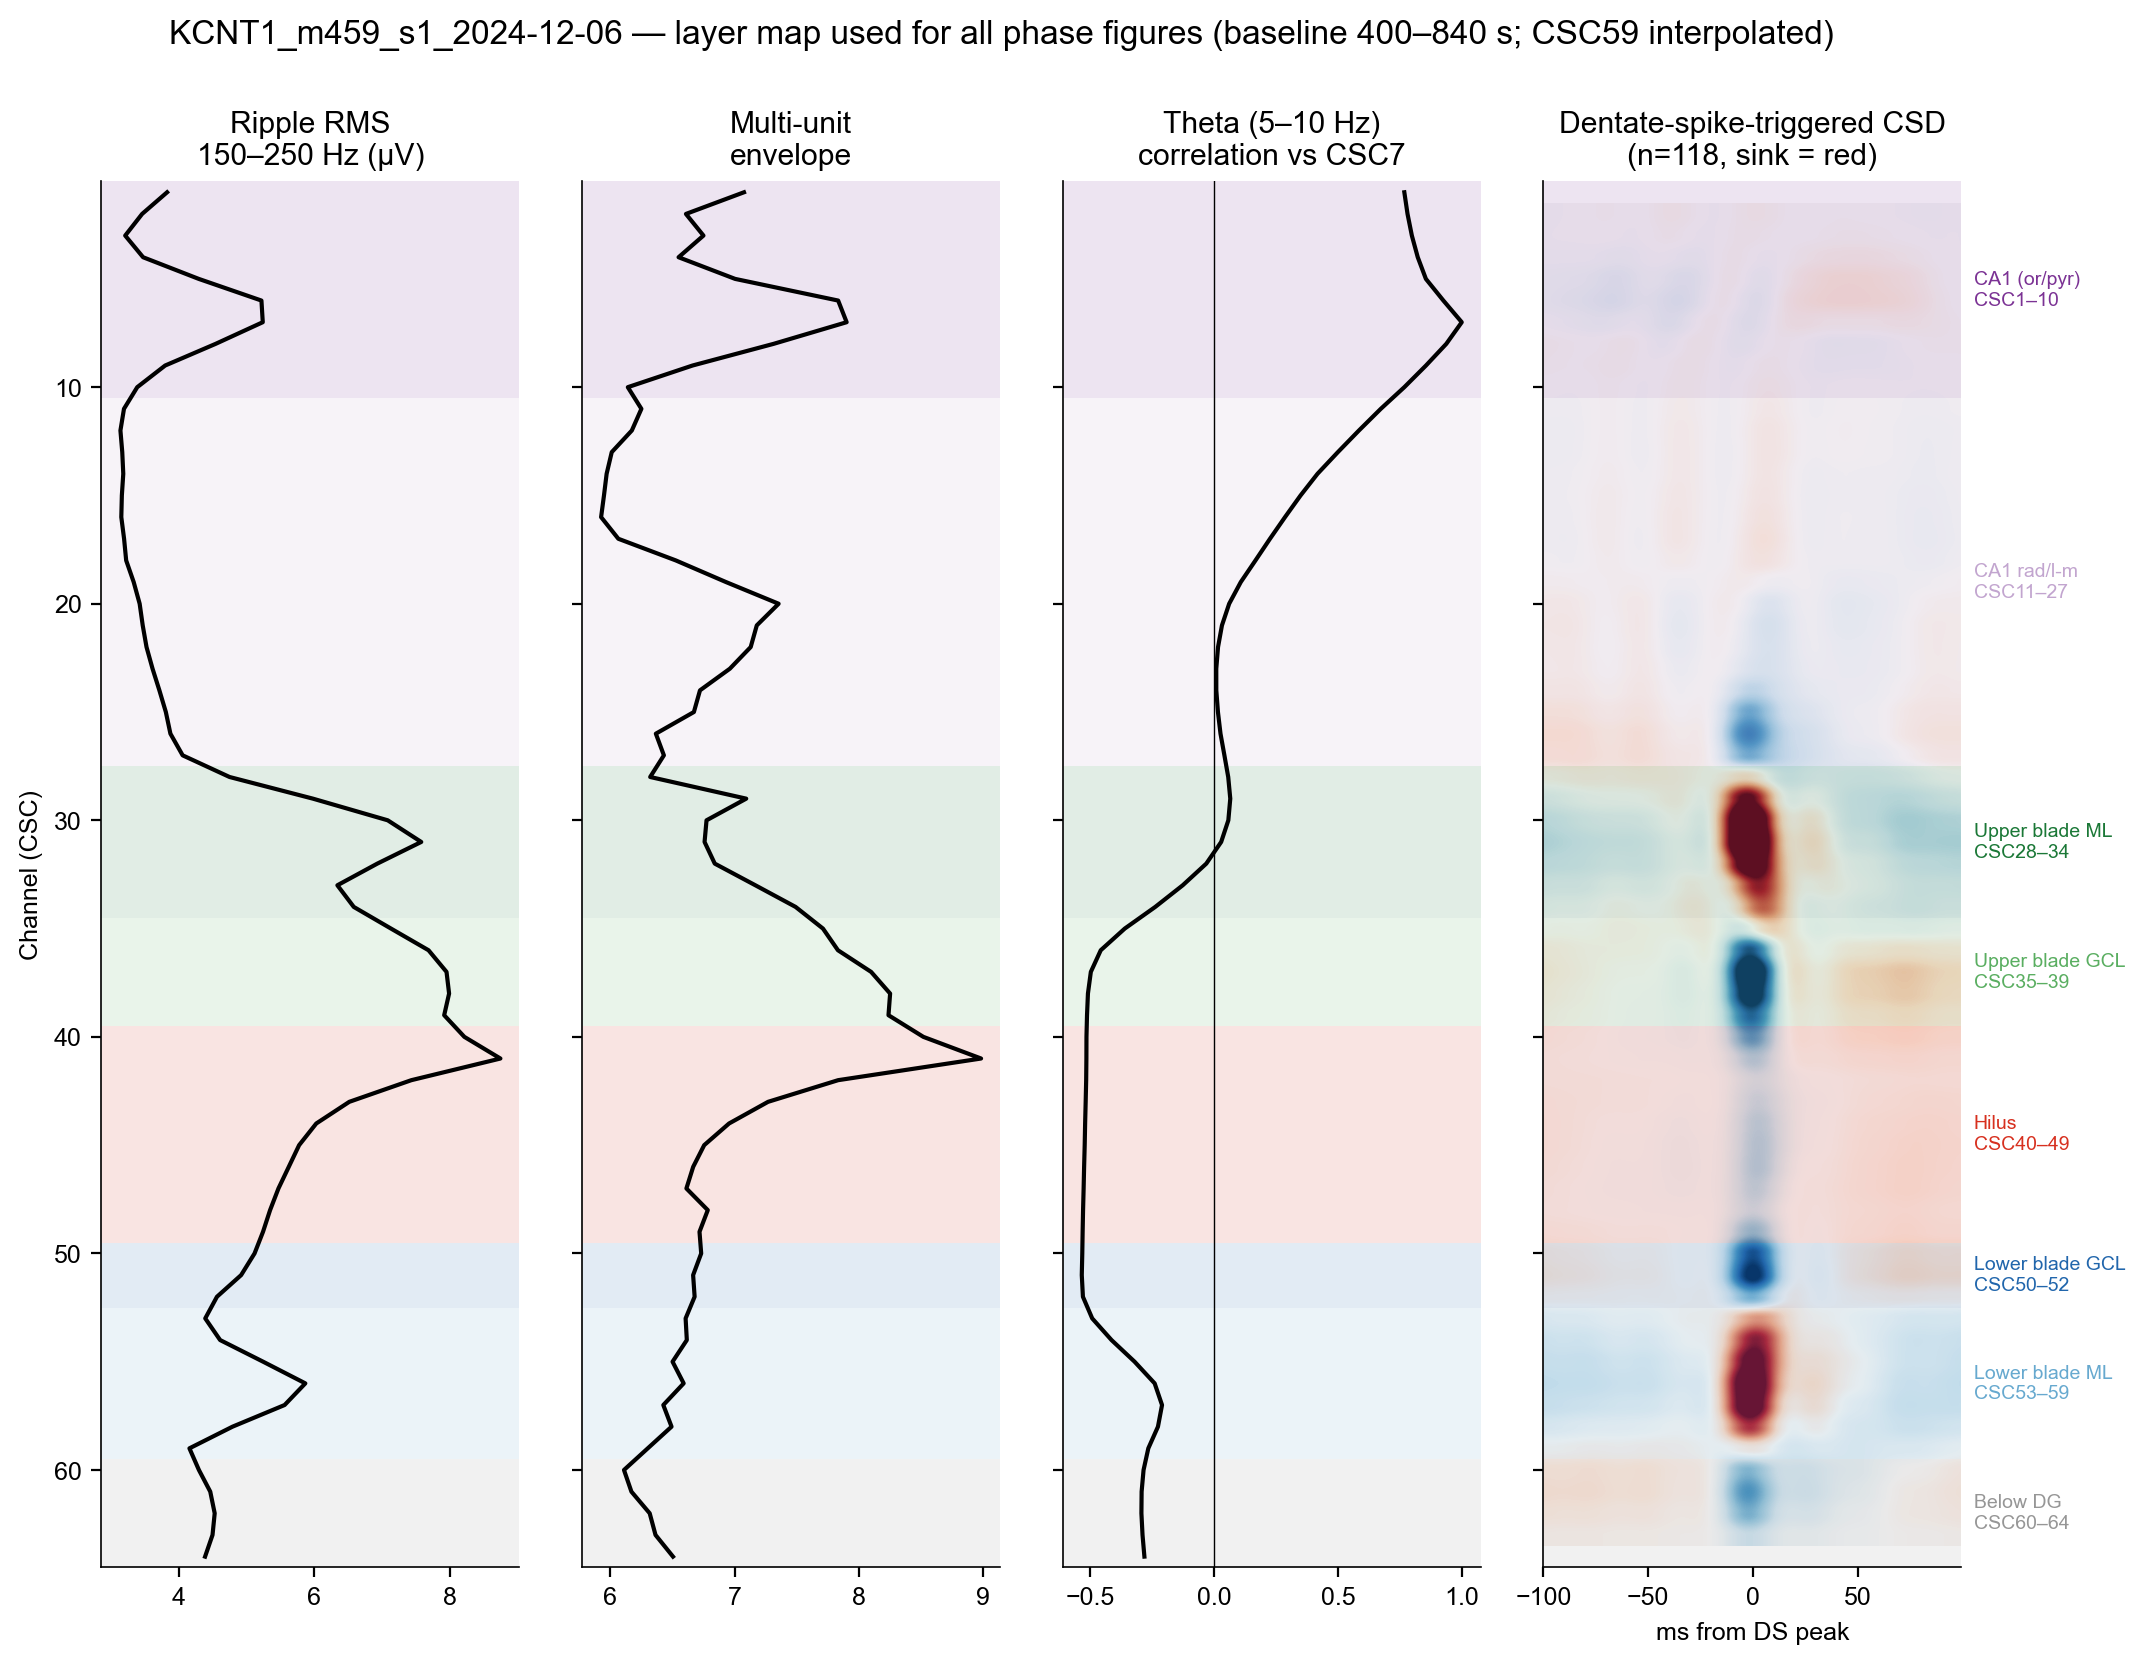 KCNT1_m459_s1_2024-12-06 — layer map used for all phase figures (baseline 400–840 s; CSC59 interpolated)
Ripple RMS
150–250 Hz (µV)
Multi-unit
envelope
Theta (5–10 Hz)
correlation vs CSC7
Dentate-spike-triggered CSD
(n=118, sink = red)
Channel (CSC)
10
20
30
40
50
60
4 6 8
6 7 8 9
−0.5 0.0 0.5 1.0
−100 −50 0 50
ms from DS peak
CA1 (or/pyr)
CSC1–10
CA1 rad/l-m
CSC11–27
Upper blade ML
CSC28–34
Upper blade GCL
CSC35–39
Hilus
CSC40–49
Lower blade GCL
CSC50–52
Lower blade ML
CSC53–59
Below DG
CSC60–64